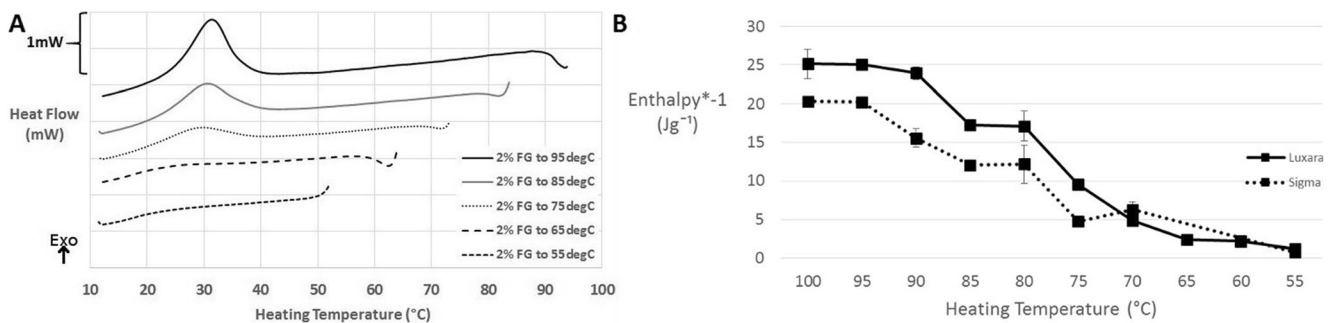 A
1mW
Heat Flow
(mW)
Exo
2% FG to 95degC
2% FG to 85degC
2% FG to 75degC
2% FG to 65degC
2% FG to 55degC
10 20 30 40 50 60 70 80 90 100
Heating Temperature (°C)
B
30
25
20
15
10
5
0
Enthalpy*-1
(Jg⁻¹)
Luxara
Sigma
100 95 90 85 80 75 70 65 60 55
Heating Temperature (°C)